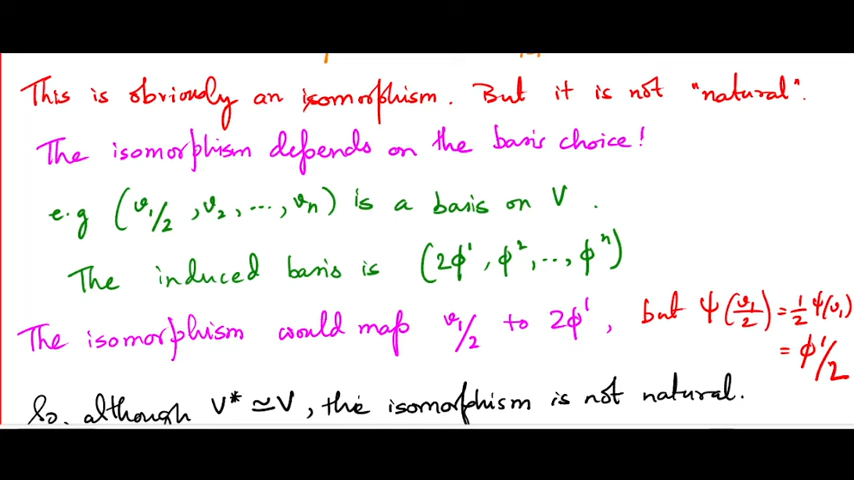 This is obviously an isomorphism. But it is not "natural".
The isomorphism depends on the basis choice!
e.g (v₁/2, v₂, ..., vₙ) is a basis on V.
The induced basis is (2ϕ¹, ϕ², ..., ϕⁿ)
The isomorphism would map v₁/2 to 2ϕ¹, but ψ(v₁/2) = 1/2 ψ(v₁)
= ϕ¹/2
So, although V* ≃ V, the isomorphism is not natural.